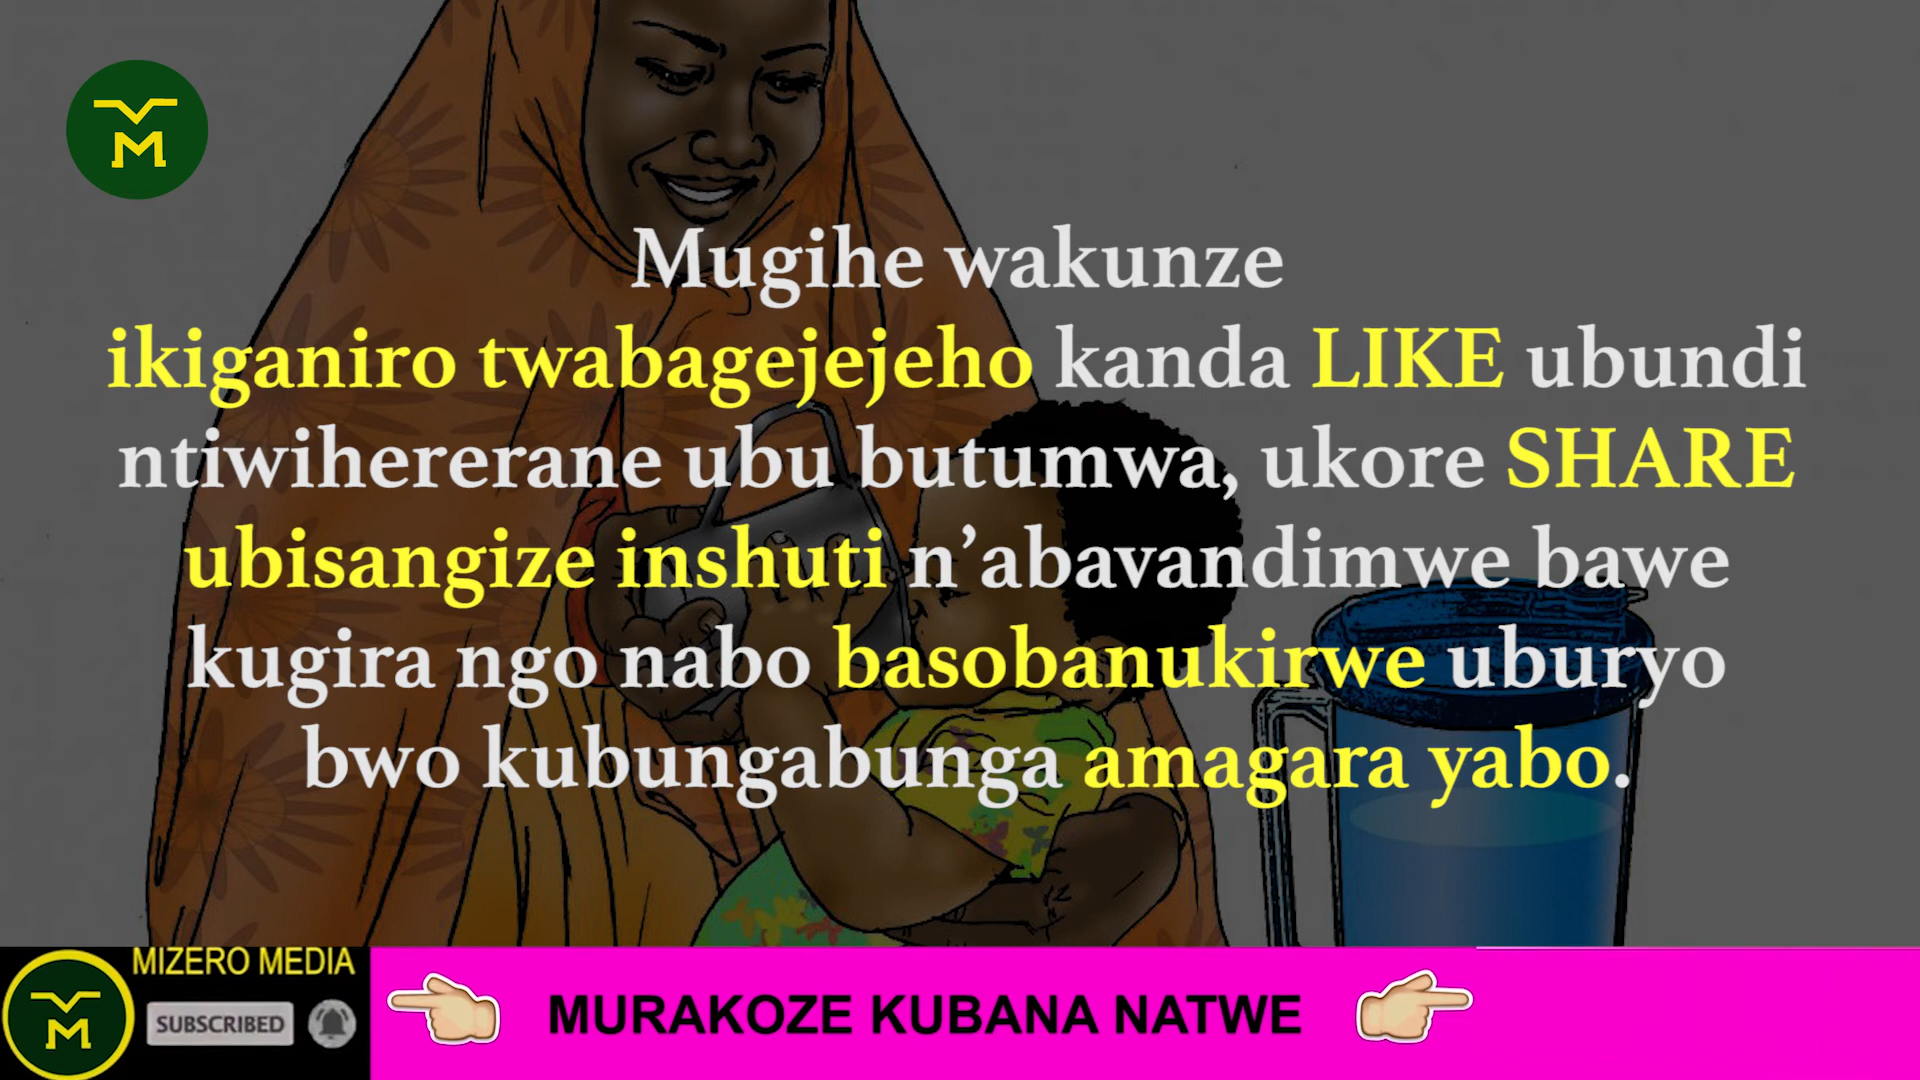 Mugihe wakunze
ikiganiro twabagejejeho kanda LIKE ubundi
ntiwihererane ubu butumwa, ukore SHARE
ubisangize inshuti n’abavandimwe bawe
kugira ngo nabo basobanukirwe uburyo
bwo kubungabunga amagara yabo.
MIZERO MEDIA
SUBSCRIBED
MURAKOZE KUBANA NATWE